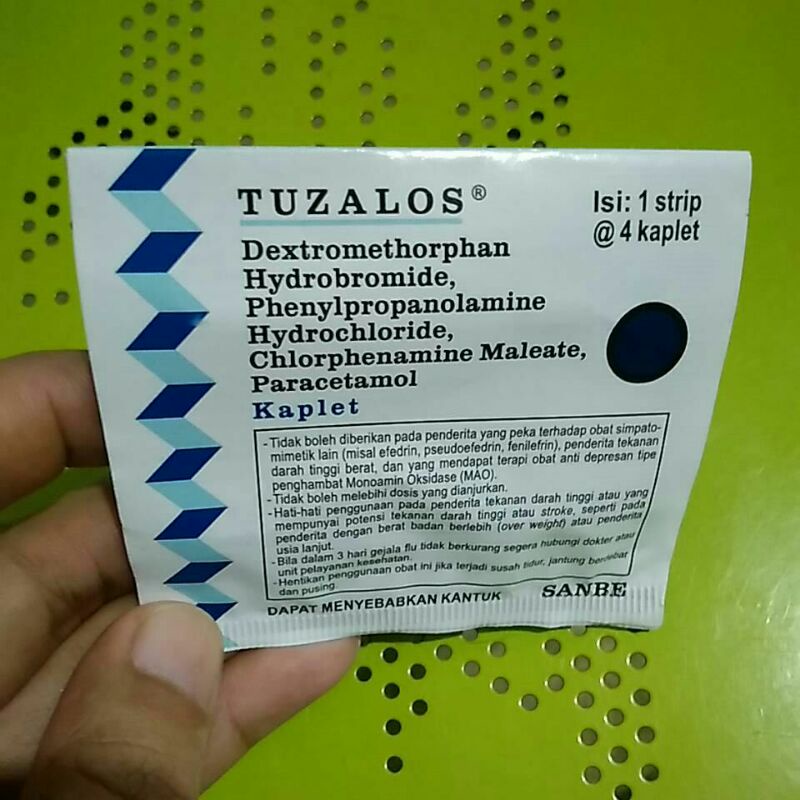 TUZALOS®
Isi: 1 strip
@ 4 kaplet
Dextromethorphan
Hydrobromide,
Phenylpropanolamine
Hydrochloride,
Chlorphenamine Maleate,
Paracetamol
Kaplet
-Tidak boleh diberikan pada penderita yang peka terhadap obat simpato-
mimetik lain (misal efedrin, pseudoefedrin, fenilefrin), penderita tekanan
darah tinggi berat, dan yang mendapat terapi obat anti depresan tipe
penghambat Monoamin Oksidase (MAO).
-Tidak boleh melebihi dosis yang dianjurkan.
-Hati-hati penggunaan pada penderita tekanan darah tinggi atau yang
mempunyai potensi tekanan darah tinggi atau stroke, seperti pada
penderita dengan berat badan berlebih (over weight) atau penderita
usia lanjut.
-Bila dalam 3 hari gejala flu tidak berkurang segera hubungi dokter atau
unit pelayanan kesehatan.
-Hentikan penggunaan obat ini jika terjadi susah tidur, jantung berdebar
dan pusing.
DAPAT MENYEBABKAN KANTUK
SANBE